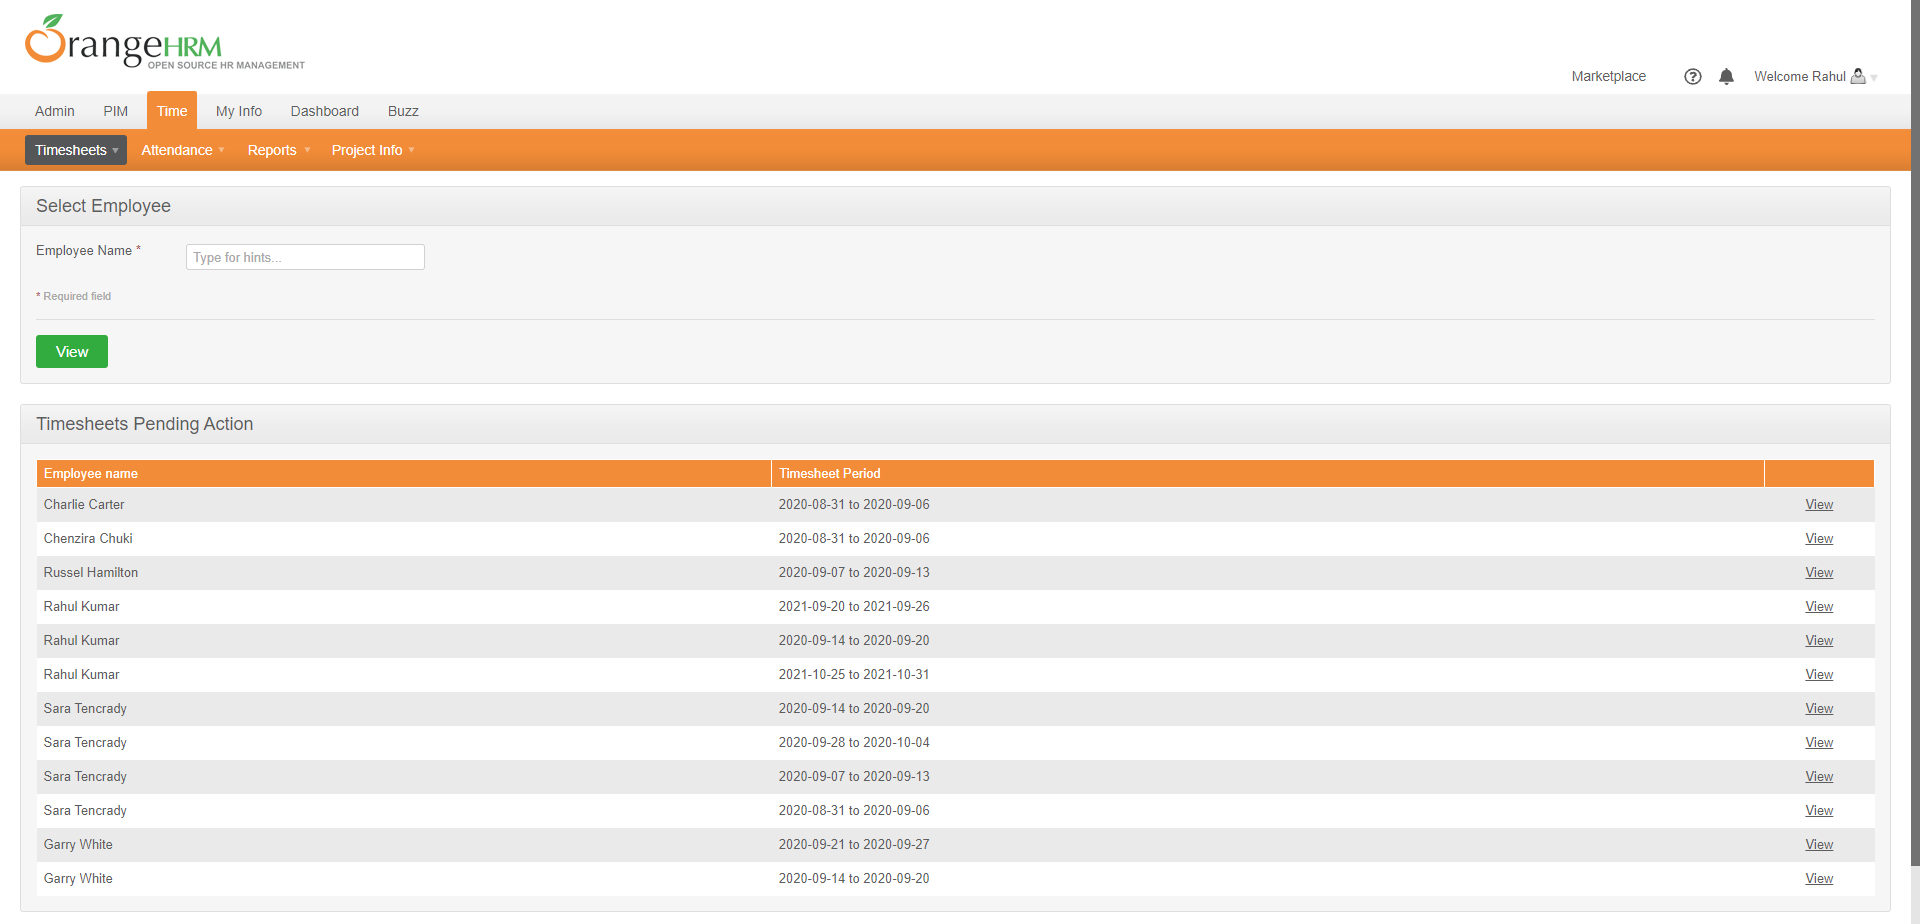 OrangeHRM
OPEN SOURCE HR MANAGEMENT
Marketplace Welcome Rahul
Admin PIM Time My Info Dashboard Buzz
Timesheets Attendance Reports Project Info
Select Employee
Employee Name * Type for hints...
* Required field
View
Timesheets Pending Action
Employee name Timesheet Period
Charlie Carter 2020-08-31 to 2020-09-06 View
Chenzira Chuki 2020-08-31 to 2020-09-06 View
Russel Hamilton 2020-09-07 to 2020-09-13 View
Rahul Kumar 2021-09-20 to 2021-09-26 View
Rahul Kumar 2020-09-14 to 2020-09-20 View
Rahul Kumar 2021-10-25 to 2021-10-31 View
Sara Tencrady 2020-09-14 to 2020-09-20 View
Sara Tencrady 2020-09-28 to 2020-10-04 View
Sara Tencrady 2020-09-07 to 2020-09-13 View
Sara Tencrady 2020-08-31 to 2020-09-06 View
Garry White 2020-09-21 to 2020-09-27 View
Garry White 2020-09-14 to 2020-09-20 View